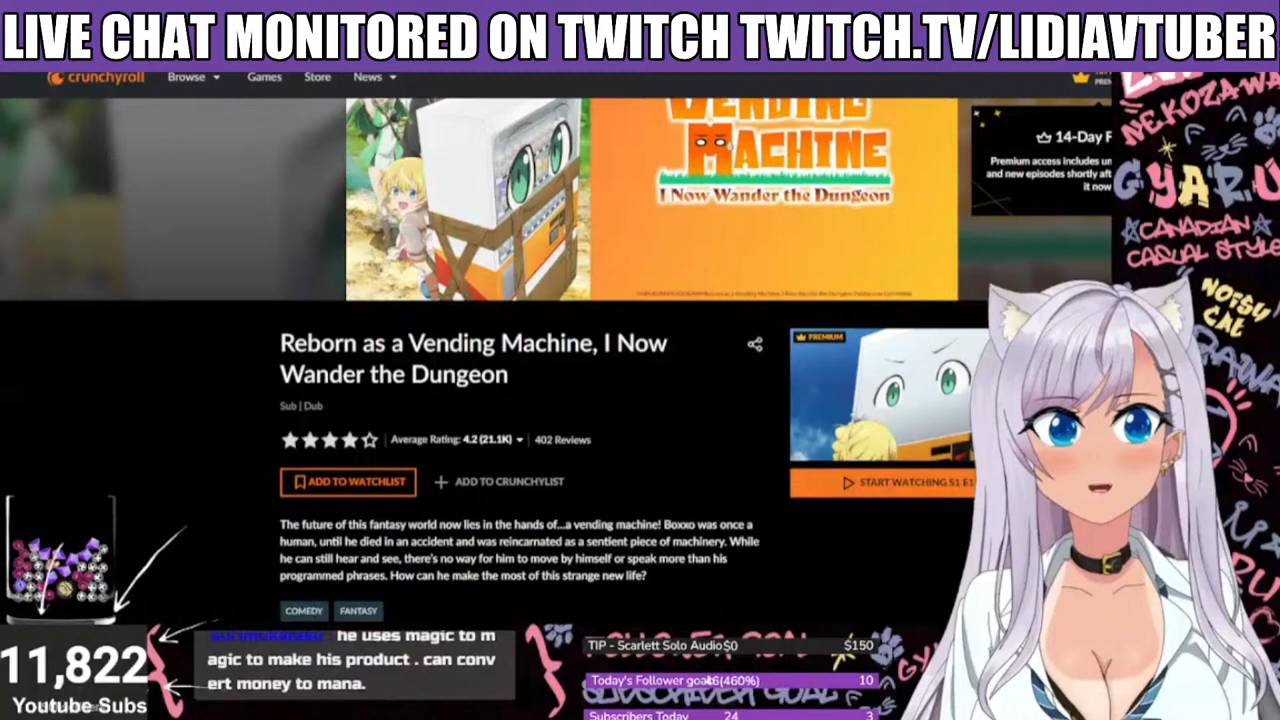 LIVE CHAT MONITORED ON TWITCH TWITCH.TV/LIDIAVTUBER
crunchyroll Browse Games Store News
VENDING
MACHINE
I Now Wander the Dungeon
14-Day F
Premium access includes un
and new episodes shortly aft
it now
NEKOZAWA
GYARU
CANADIAN
CASUAL STYLE
NOTSU
CAT
Reborn as a Vending Machine, I Now
Wander the Dungeon
Sub | Dub
Average Rating: 4.2 (21.1K) 402 Reviews
ADD TO WATCHLIST
ADD TO CRUNCHYLIST
PREMIUM
START WATCHING S1 E1
The future of this fantasy world now lies in the hands of...a vending machine! Boxxo was once a
human, until he died in an accident and was reincarnated as a sentient piece of machinery. While
he can still hear and see, there's no way for him to move by himself or speak more than his
programmed phrases. How can he make the most of this strange new life?
COMEDY FANTASY
he uses magic to m
agic to make his product . can conv
ert money to mana.
11,822
Youtube Subs
TIP - Scarlett Solo Audio $0 $150
Today's Follower goal 46 (460%) 10
SUBSCRIBER GOAL
Subscribers Today 24 3